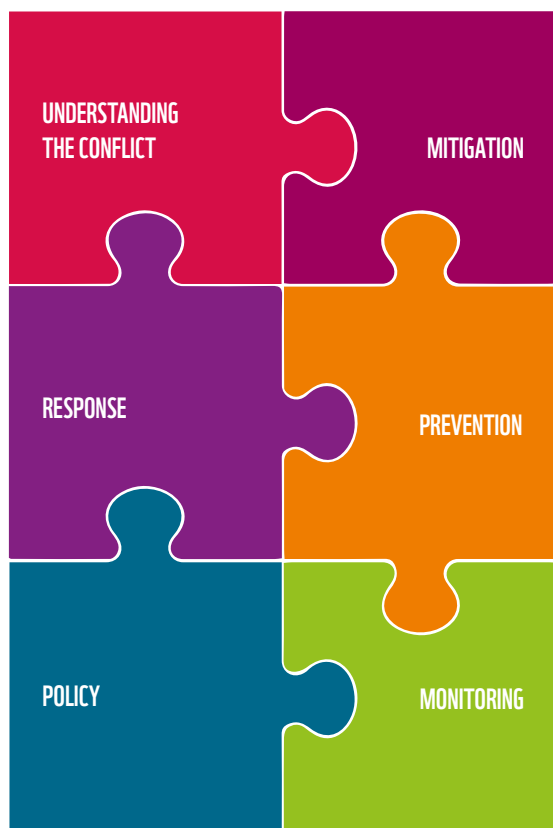 UNDERSTANDING
THE CONFLICT
MITIGATION
RESPONSE
PREVENTION
POLICY
MONITORING